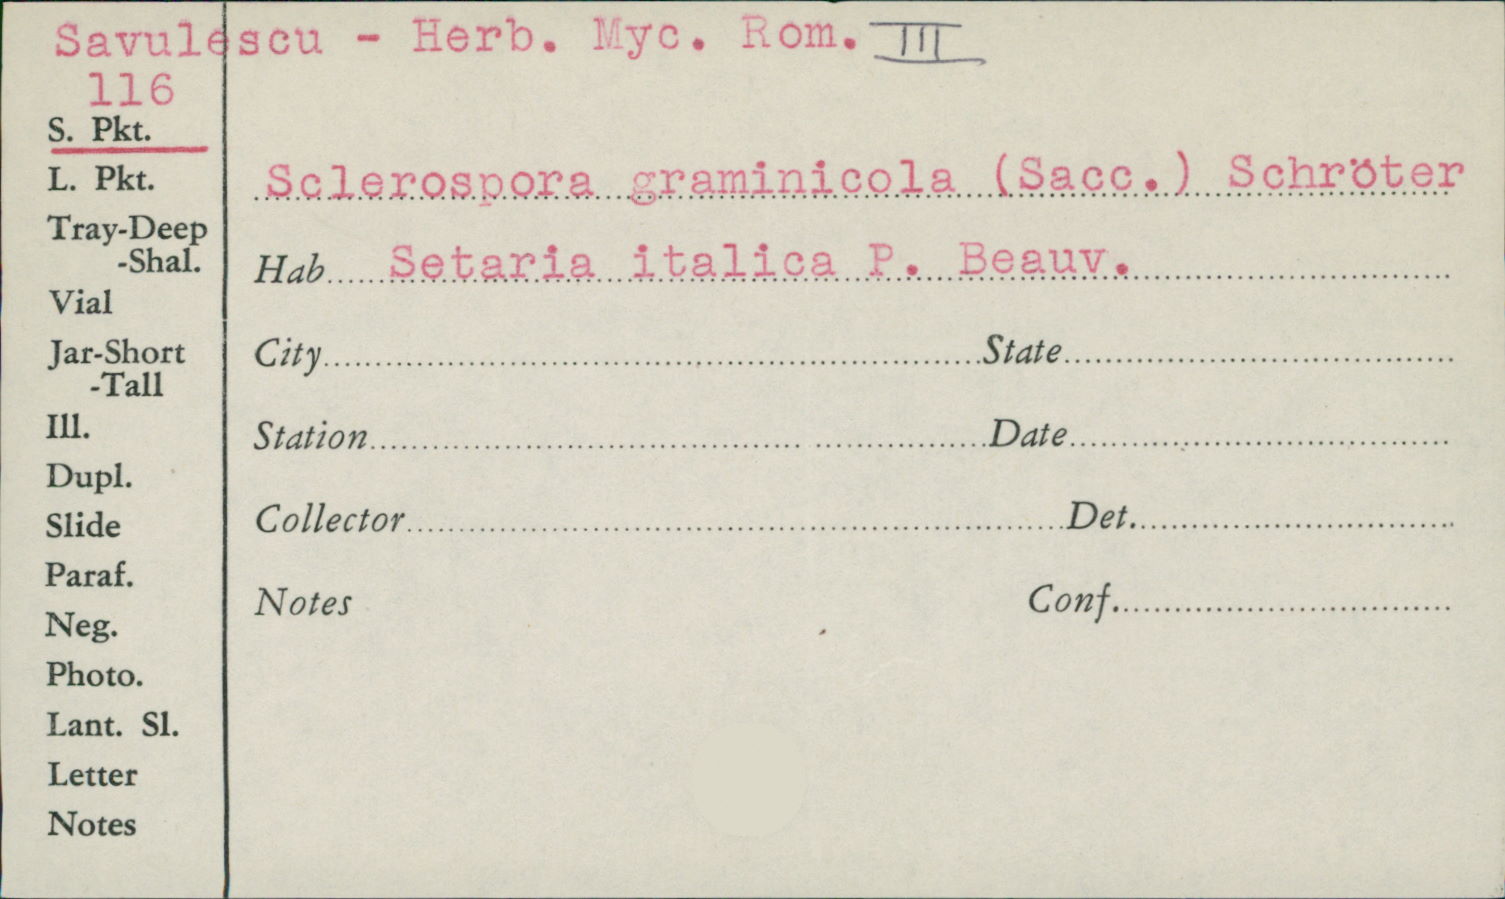 Savulescu - Herb. Myc. Rom. III
116
S. Pkt.
L. Pkt.
Sclerospora graminicola (Sacc.) Schröter
Tray-Deep
-Shal.
Hab Setaria italica P. Beauv.
Vial
Jar-Short
-Tall
City State
Ill.
Station Date
Dupl.
Slide
Collector Det.
Paraf.
Neg.
Notes Conf.
Photo.
Lant. Sl.
Letter
Notes